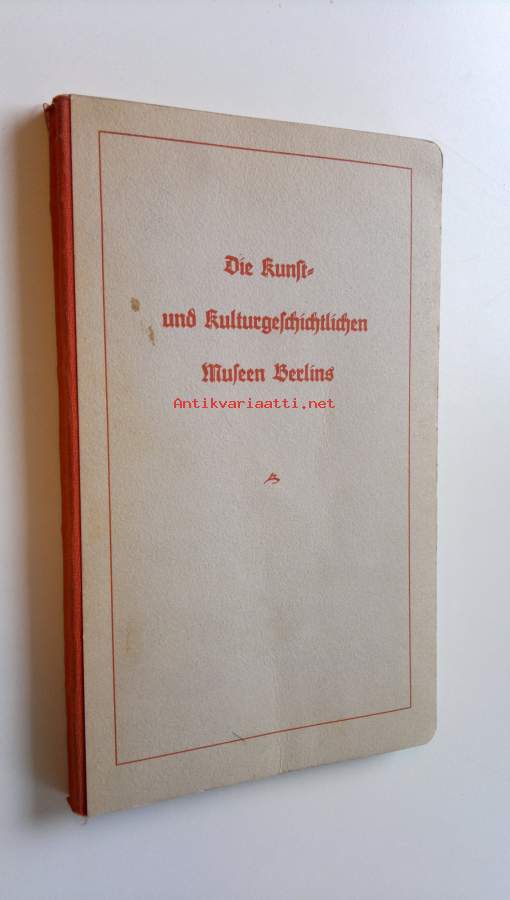 Die Kunst-
und Kulturgeschichtlichen
Museen Berlins
Antikvariaatti.net